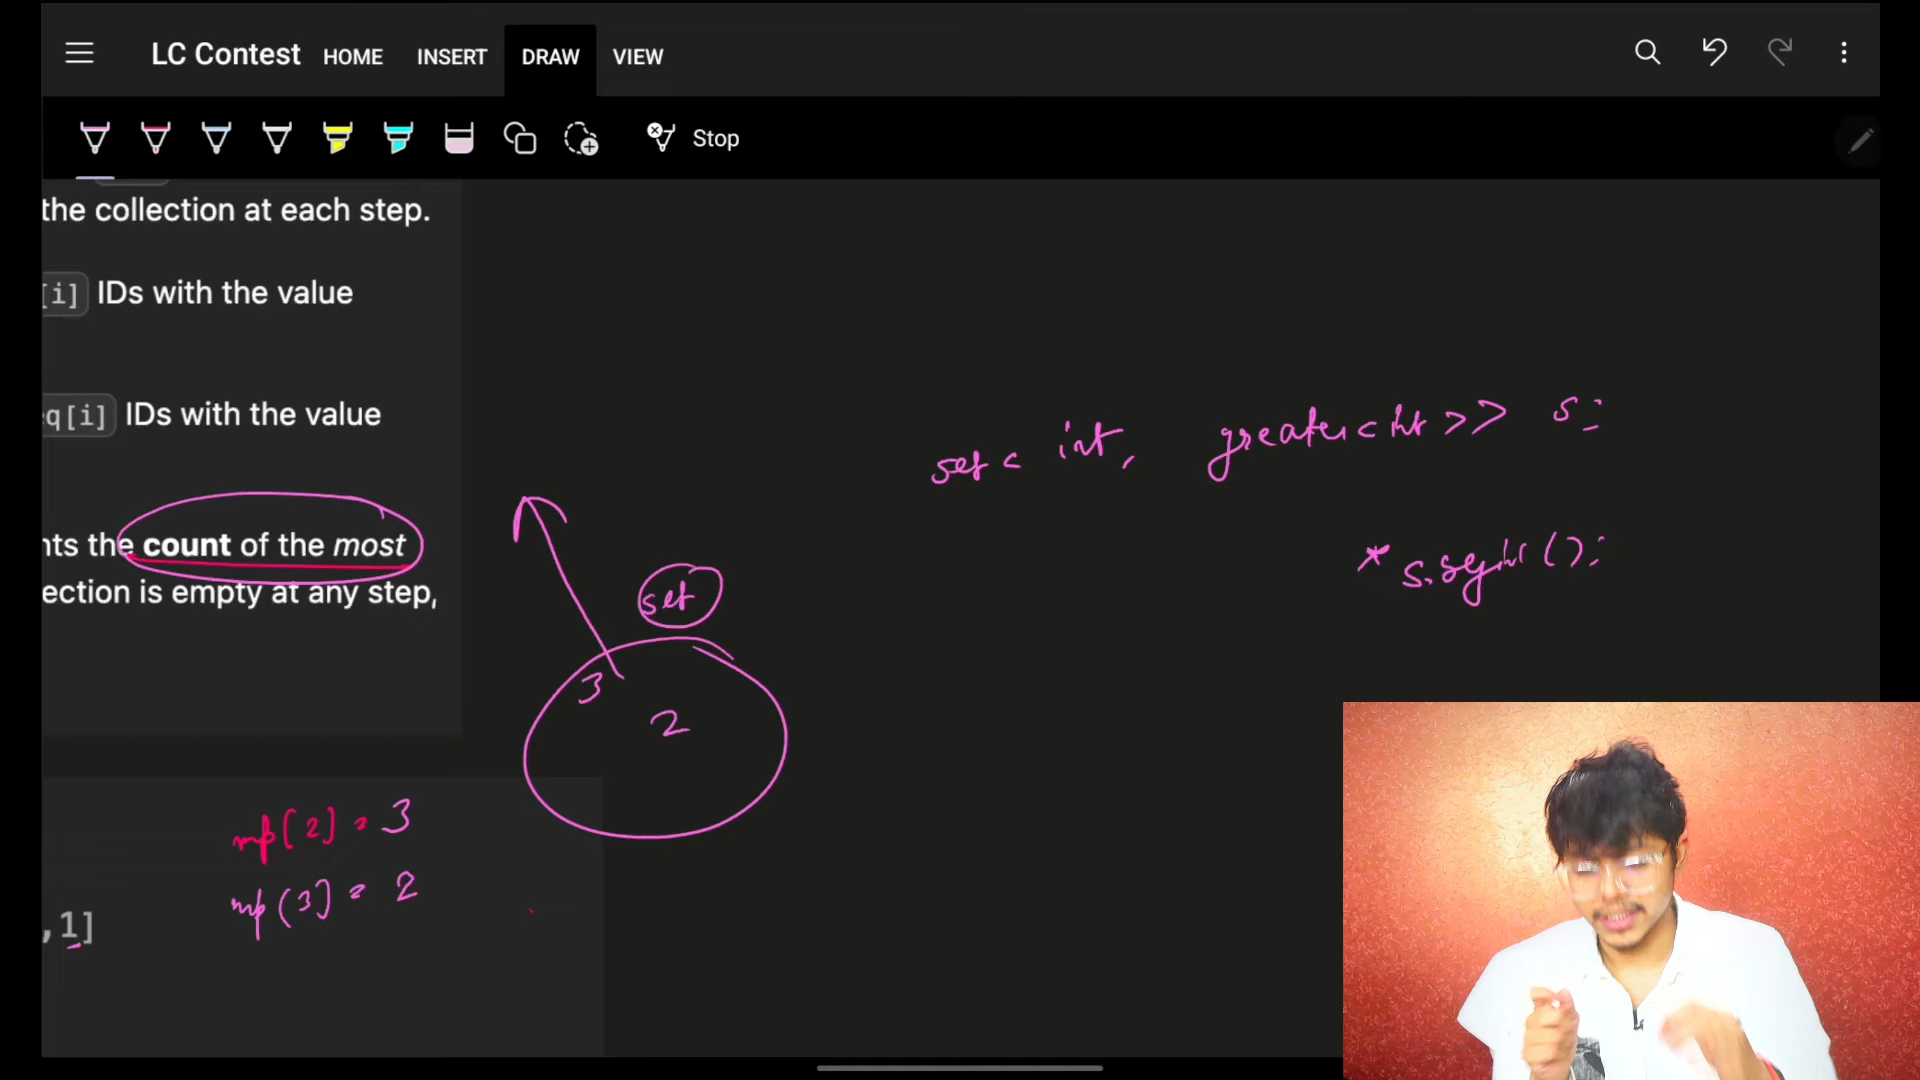 LC Contest HOME INSERT DRAW VIEW
Stop
the collection at each step.
[i] IDs with the value
q[i] IDs with the value
nts the count of the most
ection is empty at any step,
set< int, greater<int>> s;
* s.begin();
set
3
2
mp[2] = 3
mp[3] = 2
,1]